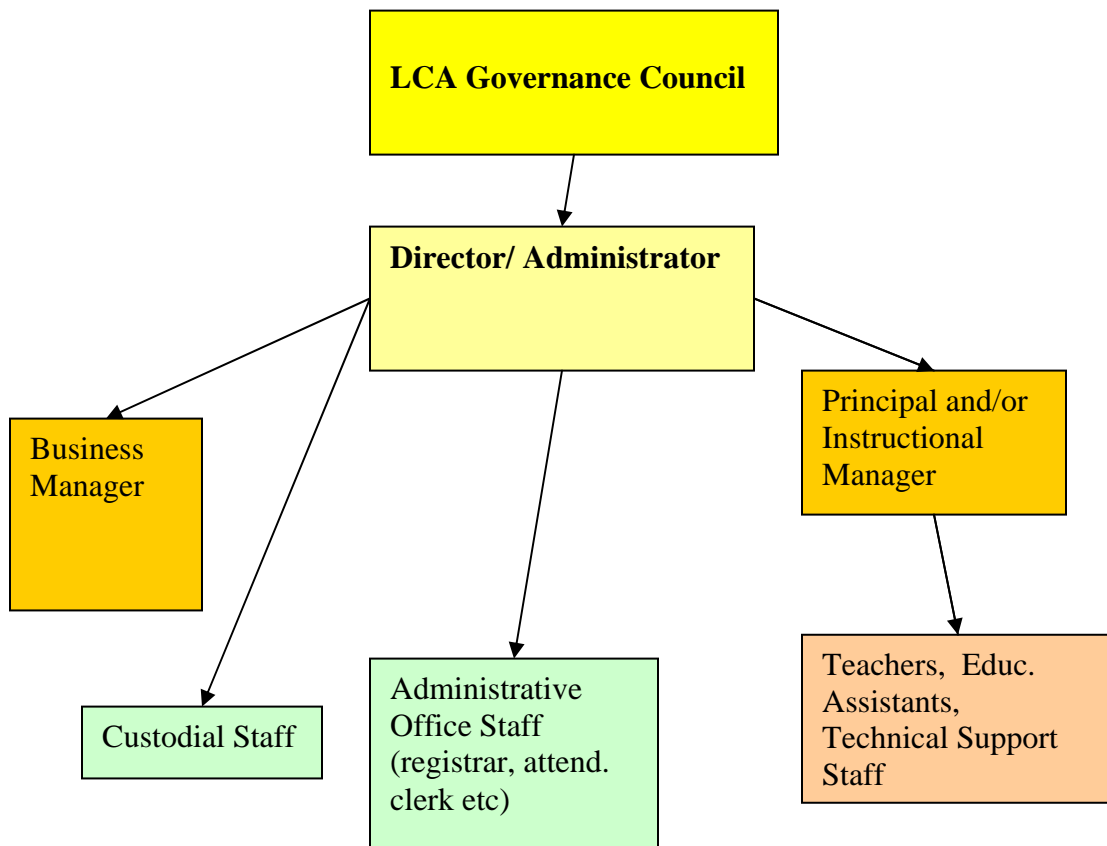 LCA Governance Council
Director/ Administrator
Business
Manager
Principal and/or
Instructional
Manager
Custodial Staff
Administrative
Office Staff
(registrar, attend.
clerk etc)
Teachers,  Educ.
Assistants,
Technical Support
Staff